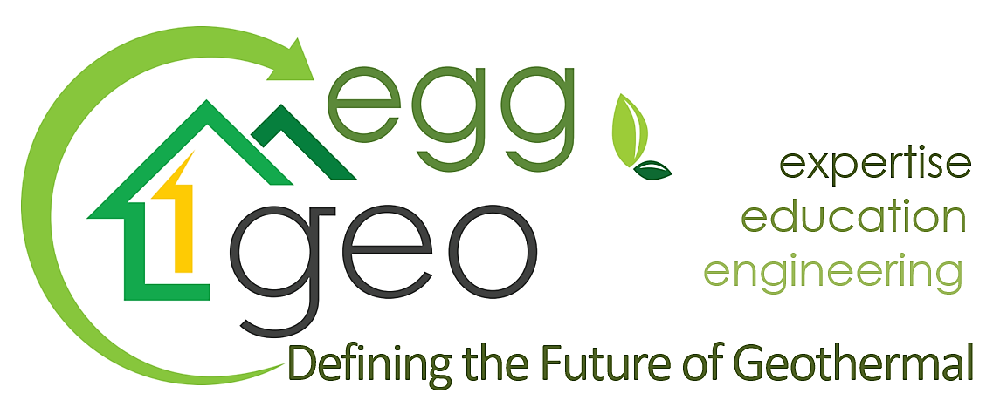 egg
geo
expertise
education
engineering
Defining the Future of Geothermal